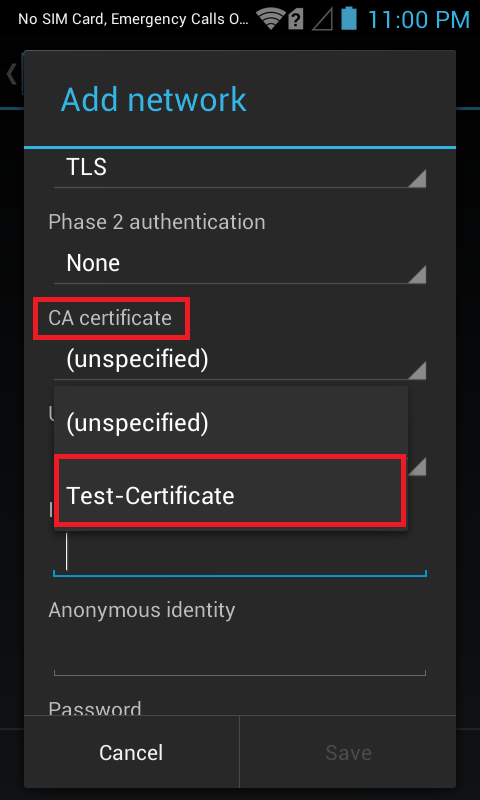 No SIM Card, Emergency Calls O... 11:00 PM
Add network
TLS
Phase 2 authentication
None
CA certificate
(unspecified)
(unspecified)
Test-Certificate
Anonymous identity
Password
Cancel Save